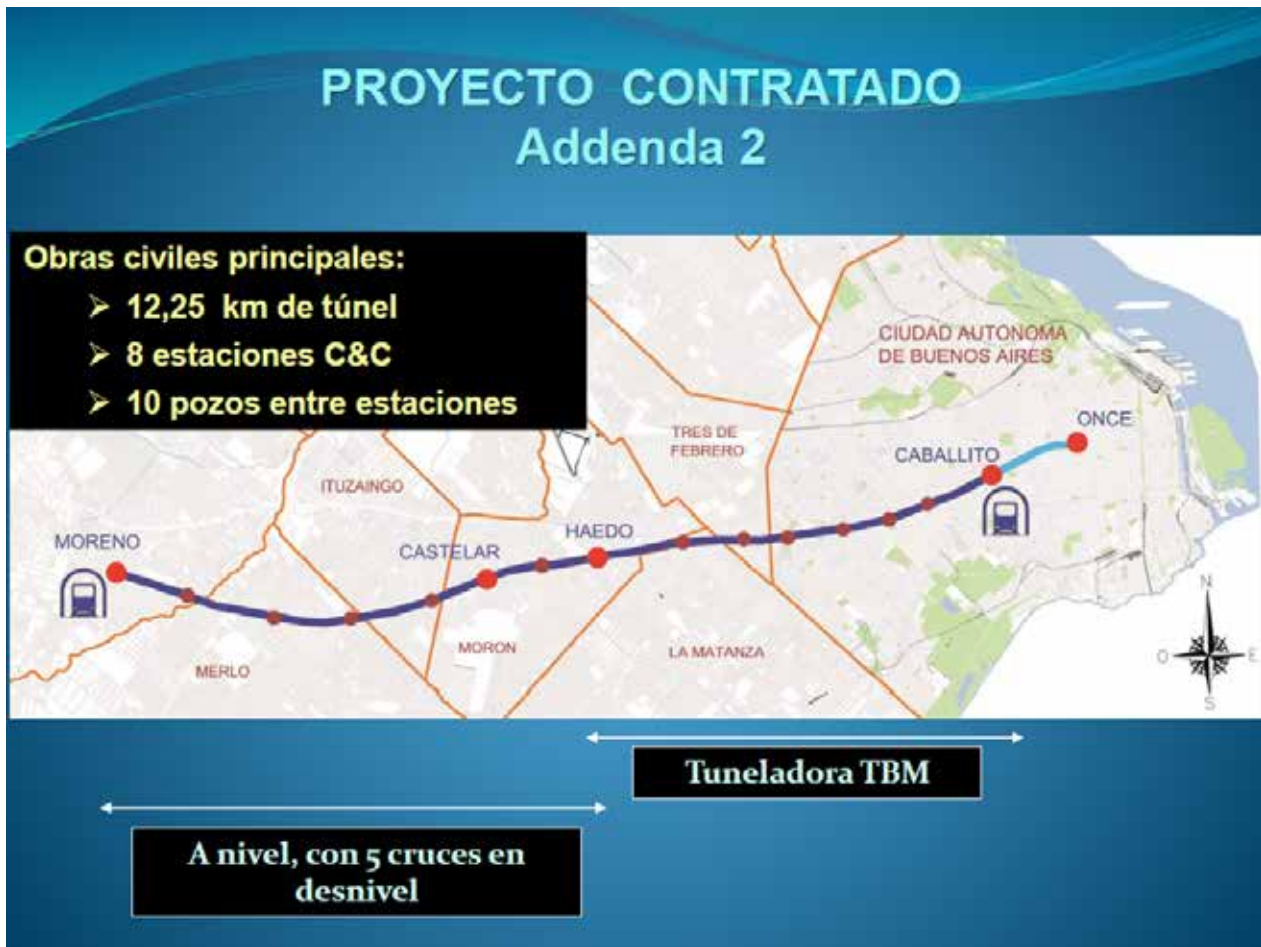 PROYECTO CONTRATADO
Addenda 2
Obras civiles principales:
➢ 12,25 km de túnel
➢ 8 estaciones C&C
➢ 10 pozos entre estaciones
CIUDAD AUTONOMA
DE BUENOS AIRES
ONCE
TRES DE
FEBRERO
CABALLITO
ITUZAINGO
HAEDO
MORENO
CASTELAR
MORON
LA MATANZA
MERLO
N
O
E
S
Tuneladora TBM
A nivel, con 5 cruces en
desnivel